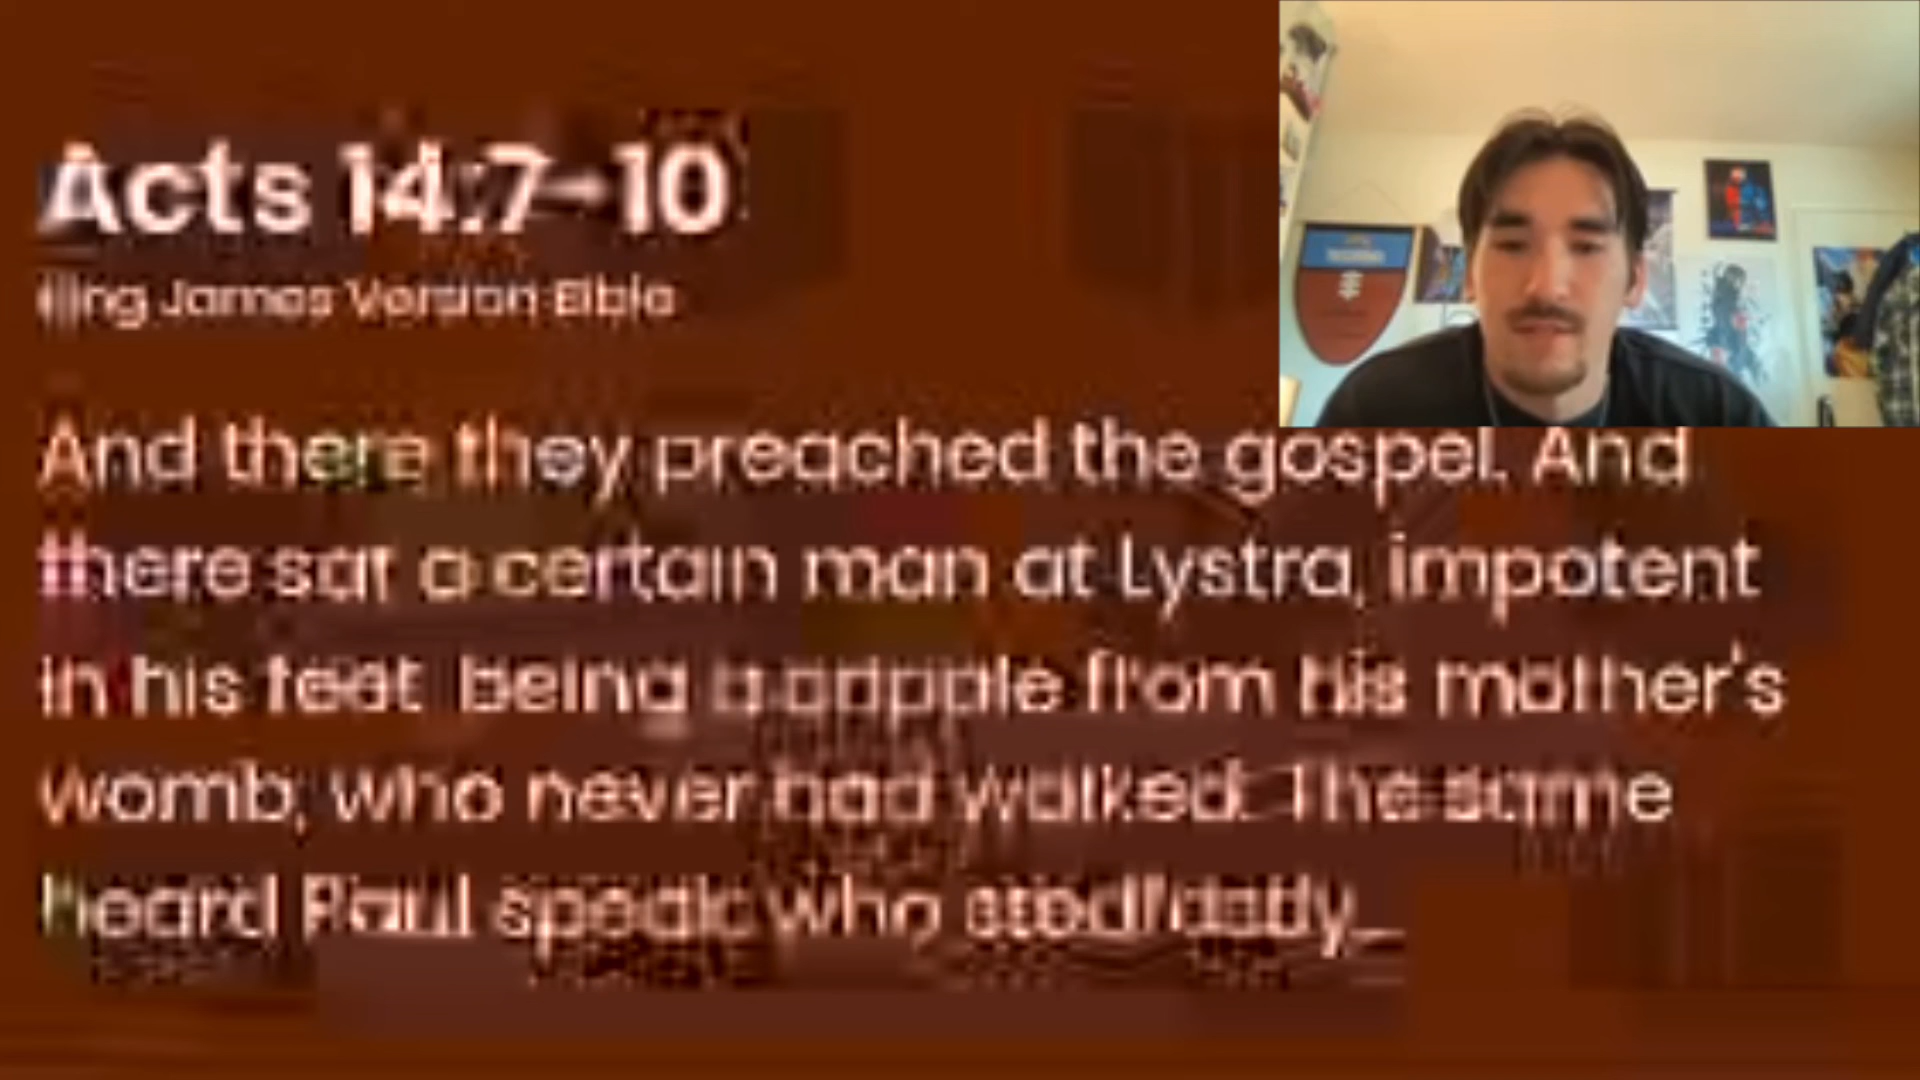 Acts 14:7-10
King James Version Bible
And there they preached the gospel. And
there sat a certain man at Lystra, impotent
in his feet being a cripple from his mother's
womb, who never had walked. The same
heard Paul speak who stedfastly